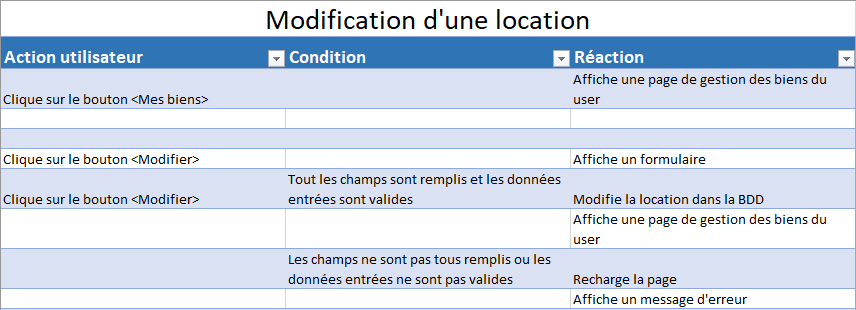 Modification d'une location
Action utilisateur Condition Réaction
Affiche une page de gestion des biens du
Clique sur le bouton <Mes biens> user
Clique sur le bouton <Modifier> Affiche un formulaire
Tout les champs sont remplis et les données
Clique sur le bouton <Modifier> entrées sont valides Modifie la location dans la BDD
Affiche une page de gestion des biens du
user
Les champs ne sont pas tous remplis ou les
données entrées ne sont pas valides Recharge la page
Affiche un message d'erreur